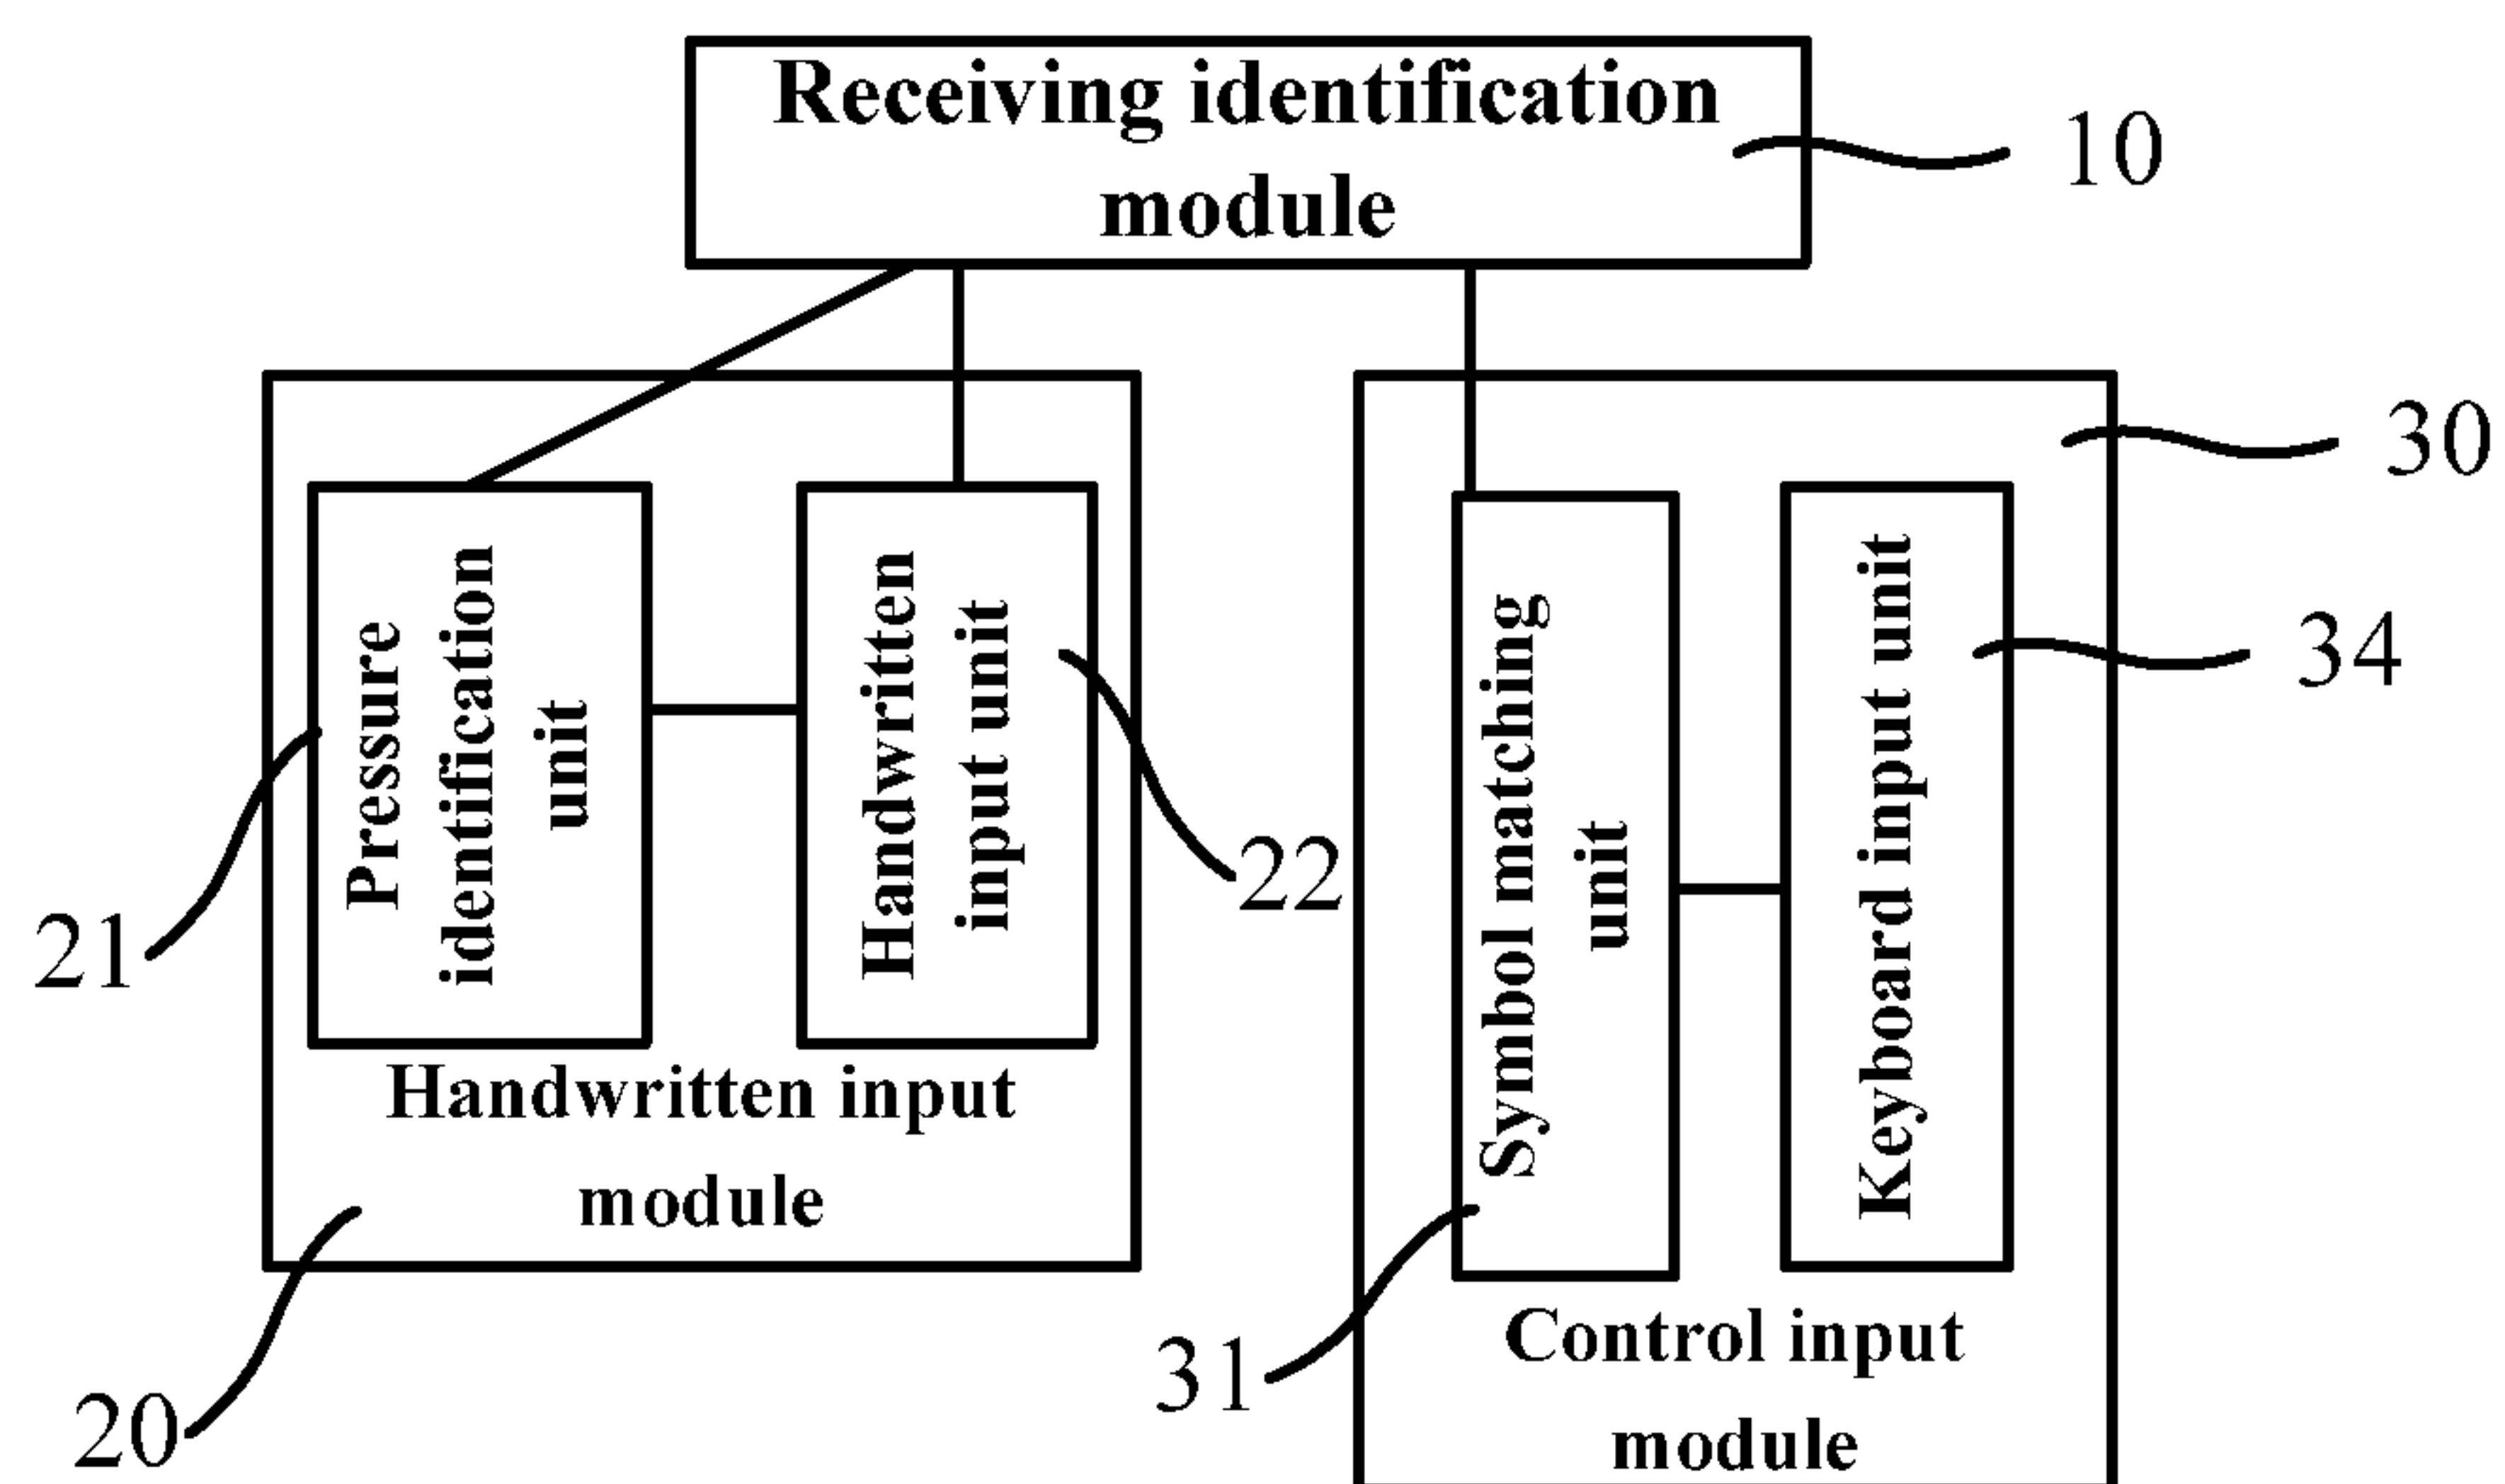 Receiving identification
module
10
30
34
Pressure
identification
unit
Handwritten
input unit
Symbol matching
unit
Keyboard input unit
21
22
Handwritten input
module
20
31
Control input
module